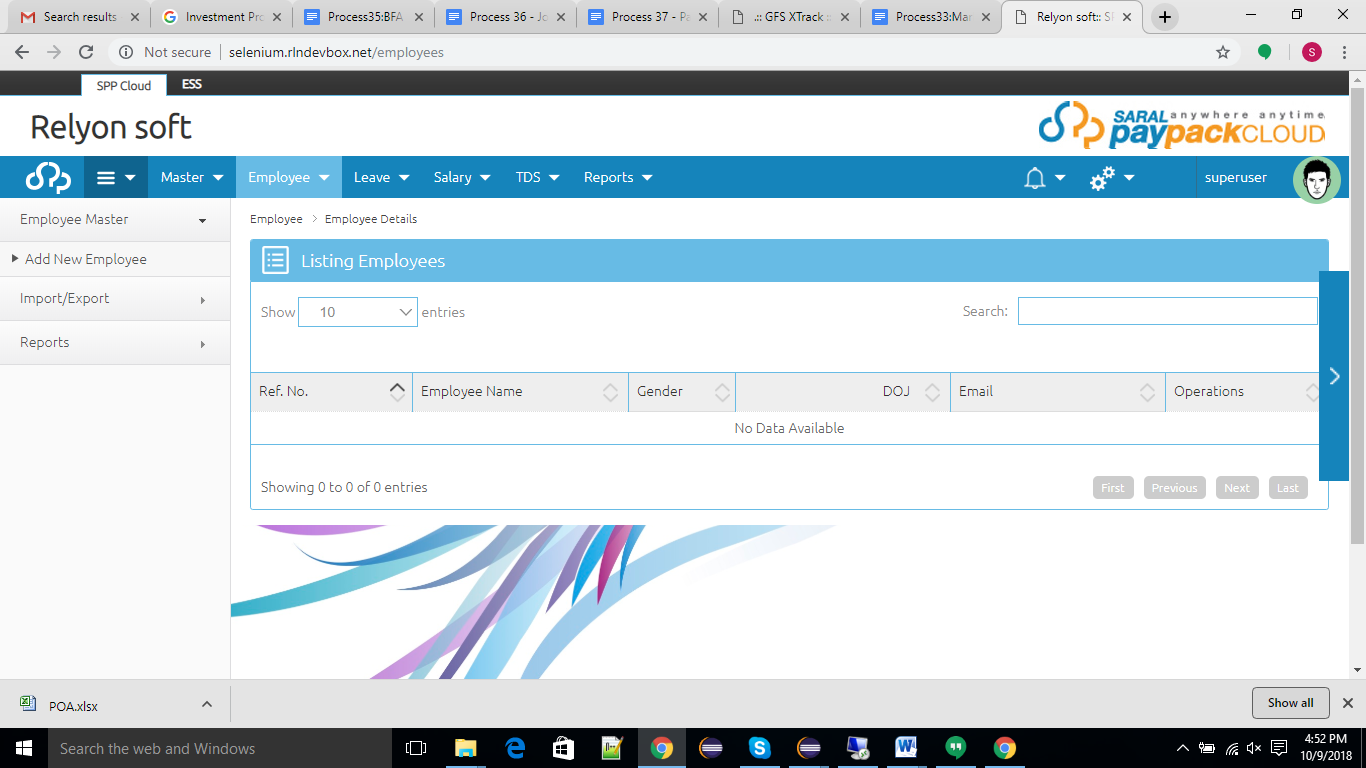 Search results
Investment Pro
Process35:BFA
Process 36 - Jo
Process 37 - Pa
.:: GFS XTrack ::
Process33:Mar
Relyon soft:: SP
Not secure
selenium.rlndevbox.net/employees
S
SPP Cloud
ESS
Relyon soft
SARAL anywhere anytime
paypackCLOUD
Master
Employee
Leave
Salary
TDS
Reports
superuser
Employee Master
Add New Employee
Import/Export
Reports
Employee > Employee Details
Listing Employees
Show 10 entries
Search:
Ref. No.
Employee Name
Gender
DOJ
Email
Operations
No Data Available
Showing 0 to 0 of 0 entries
First
Previous
Next
Last
POA.xlsx
Show all
Search the web and Windows
4:52 PM
10/9/2018